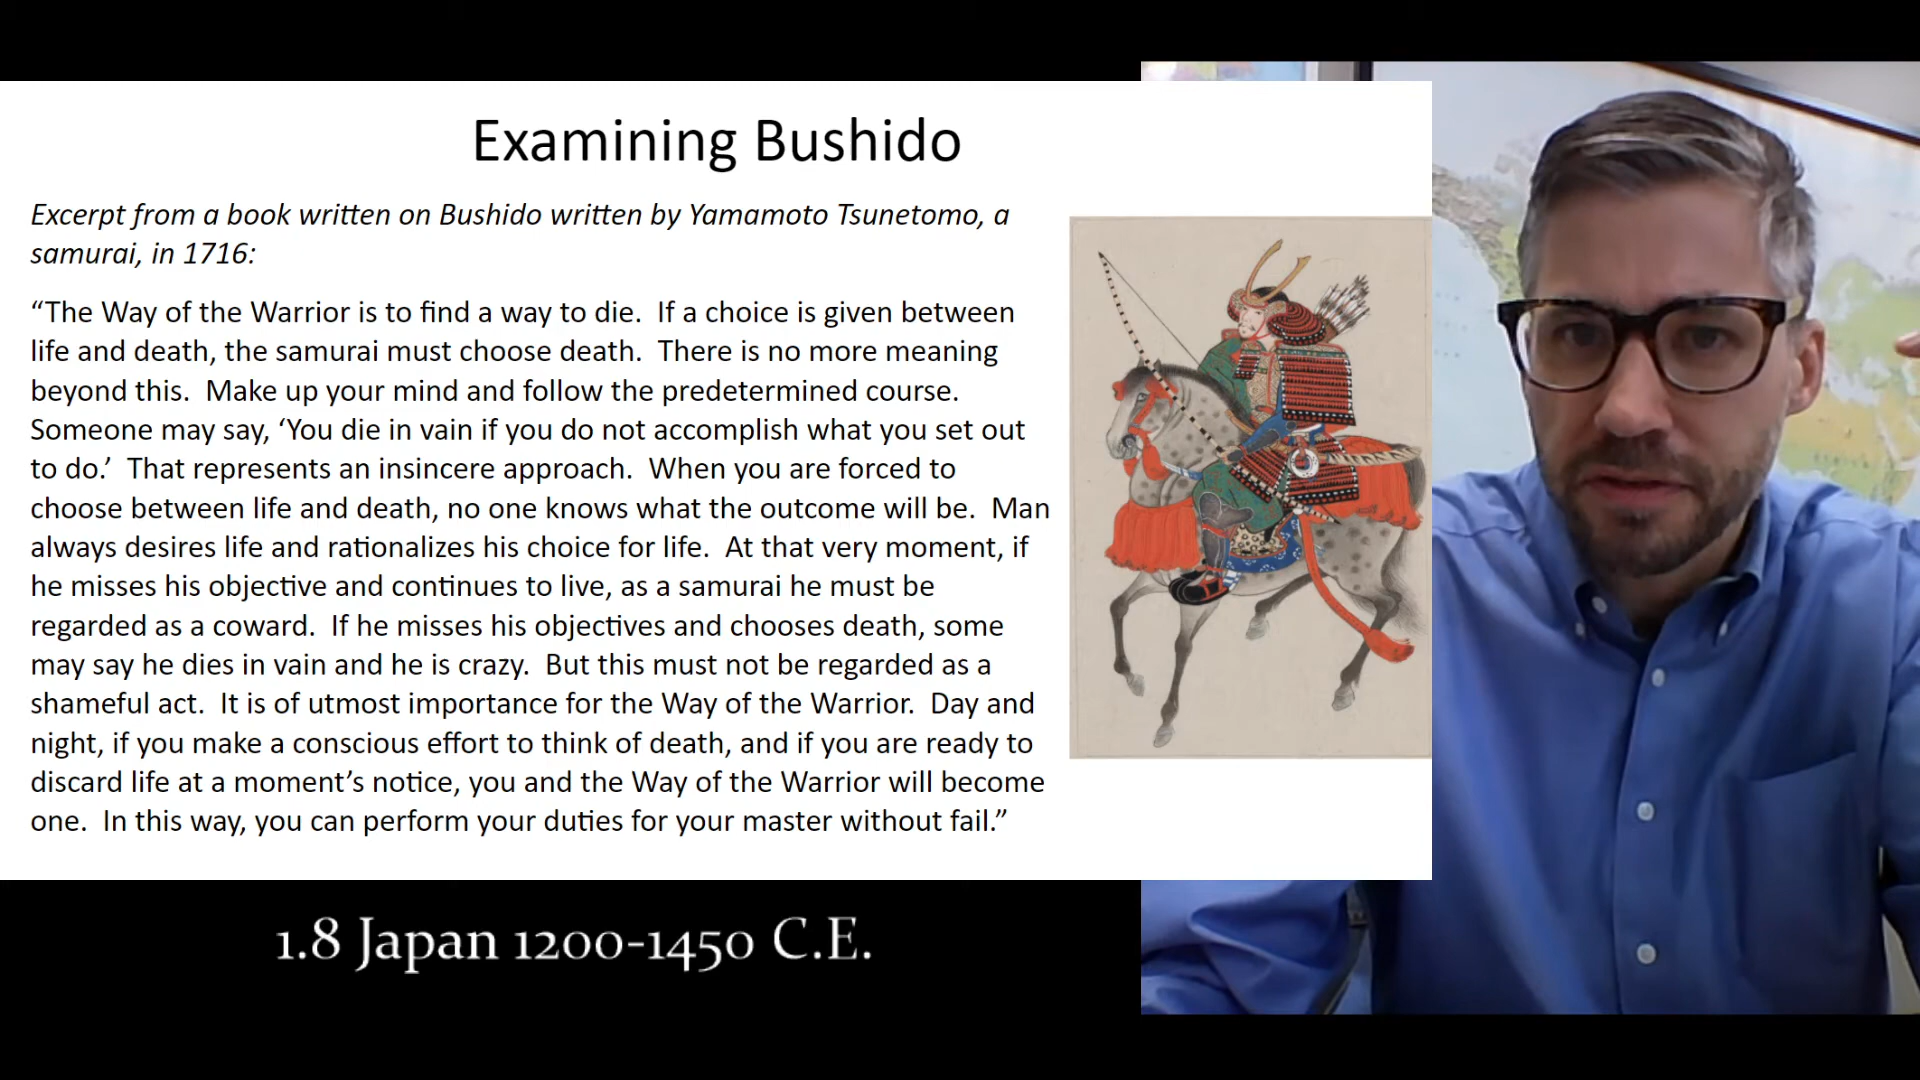 Examining Bushido
Excerpt from a book written on Bushido written by Yamamoto Tsunetomo, a
samurai, in 1716:
“The Way of the Warrior is to find a way to die.  If a choice is given between
life and death, the samurai must choose death.  There is no more meaning
beyond this.  Make up your mind and follow the predetermined course.
Someone may say, ‘You die in vain if you do not accomplish what you set out
to do.’  That represents an insincere approach.  When you are forced to
choose between life and death, no one knows what the outcome will be.  Man
always desires life and rationalizes his choice for life.  At that very moment, if
he misses his objective and continues to live, as a samurai he must be
regarded as a coward.  If he misses his objectives and chooses death, some
may say he dies in vain and he is crazy.  But this must not be regarded as a
shameful act.  It is of utmost importance for the Way of the Warrior.  Day and
night, if you make a conscious effort to think of death, and if you are ready to
discard life at a moment’s notice, you and the Way of the Warrior will become
one.  In this way, you can perform your duties for your master without fail.”
1.8 Japan 1200-1450 C.E.